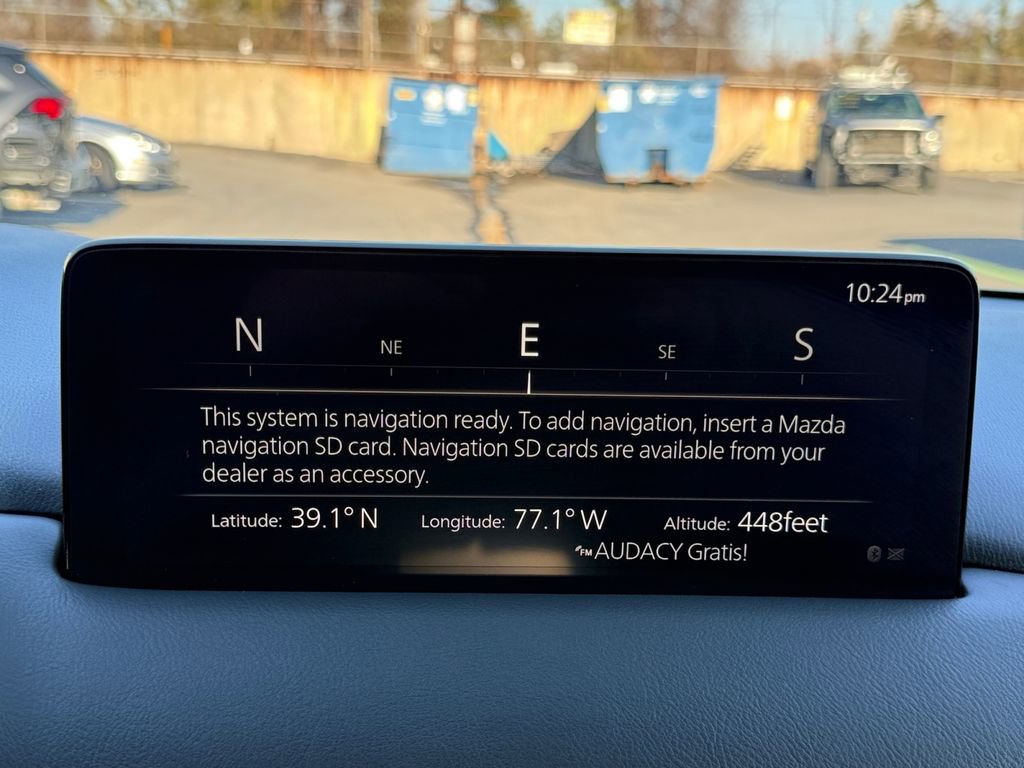 10:24pm
N NE E SE S
This system is navigation ready. To add navigation, insert a Mazda
navigation SD card. Navigation SD cards are available from your
dealer as an accessory.
Latitude: 39.1° N Longitude: 77.1° W Altitude: 448feet
FM AUDACY Gratis!